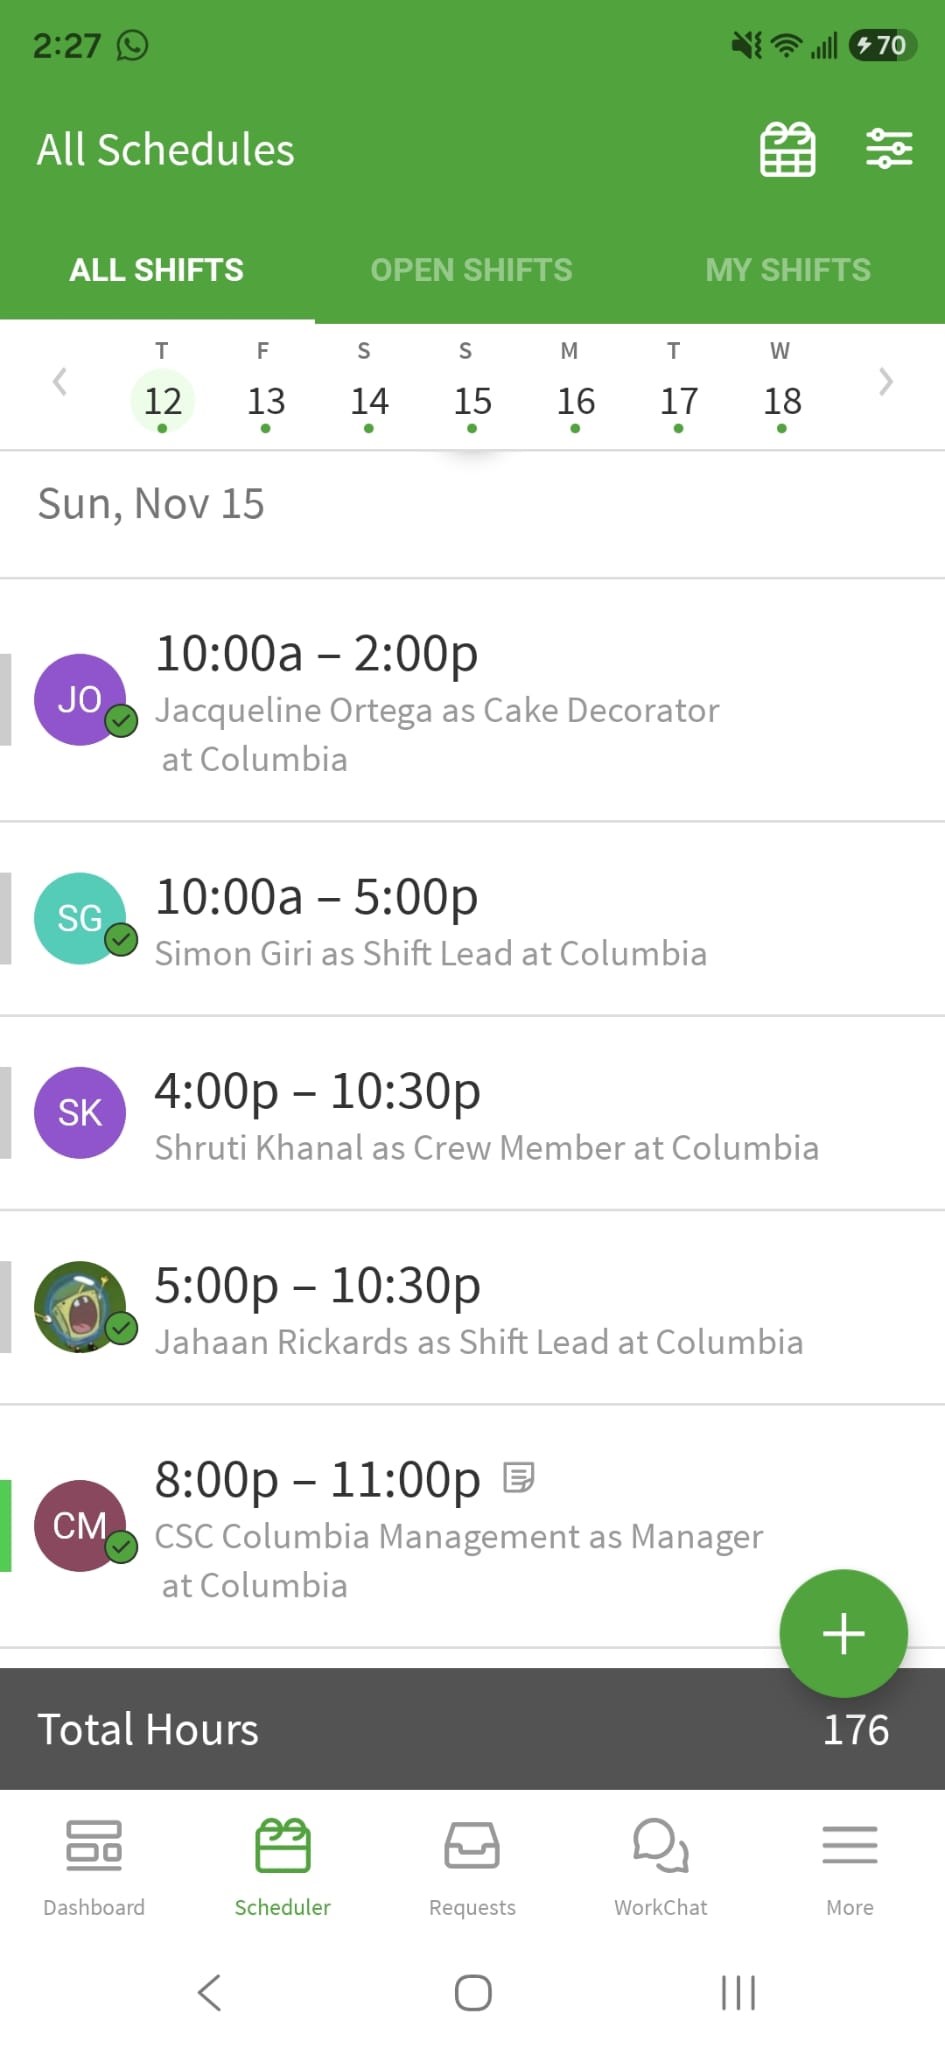 2:27
70
All Schedules
ALL SHIFTS OPEN SHIFTS MY SHIFTS
T F S S M T W
12 13 14 15 16 17 18
Sun, Nov 15
10:00a – 2:00p
JO
Jacqueline Ortega as Cake Decorator
at Columbia
10:00a – 5:00p
SG
Simon Giri as Shift Lead at Columbia
4:00p – 10:30p
SK
Shruti Khanal as Crew Member at Columbia
5:00p – 10:30p
Jahaan Rickards as Shift Lead at Columbia
8:00p – 11:00p
CM
CSC Columbia Management as Manager
at Columbia
Total Hours 176
Dashboard Scheduler Requests WorkChat More